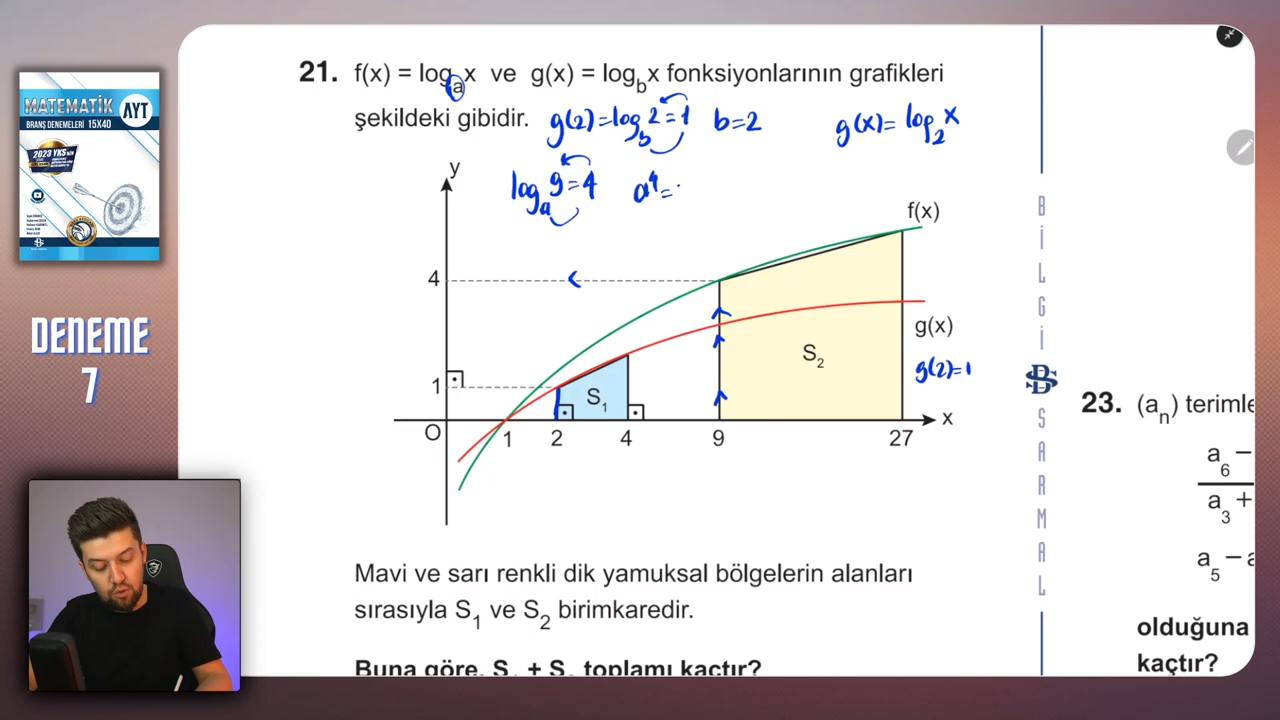 MATEMATİK AYT
BRANŞ DENEMELERİ 15X40
2023 YKS'NİN
DENEME
7
21. f(x) = log_a x ve g(x) = log_b x fonksiyonlarının grafikleri
şekildeki gibidir.
g(2)=log_b 2=1 b=2 g(x)=log_2 x
log_a 9=4 a^4=
y
f(x)
4
g(x)
S_2
g(2)=1
1
S_1
O
1 2 4 9 27
x
Mavi ve sarı renkli dik yamuksal bölgelerin alanları
sırasıyla S_1 ve S_2 birimkaredir.
Buna göre, S + S toplamı kaçtır?
BİLGİ
SARMAL
23. (a_n) terimle
a_6 −
a_3 +
a_5 − a
olduğuna
kaçtır?